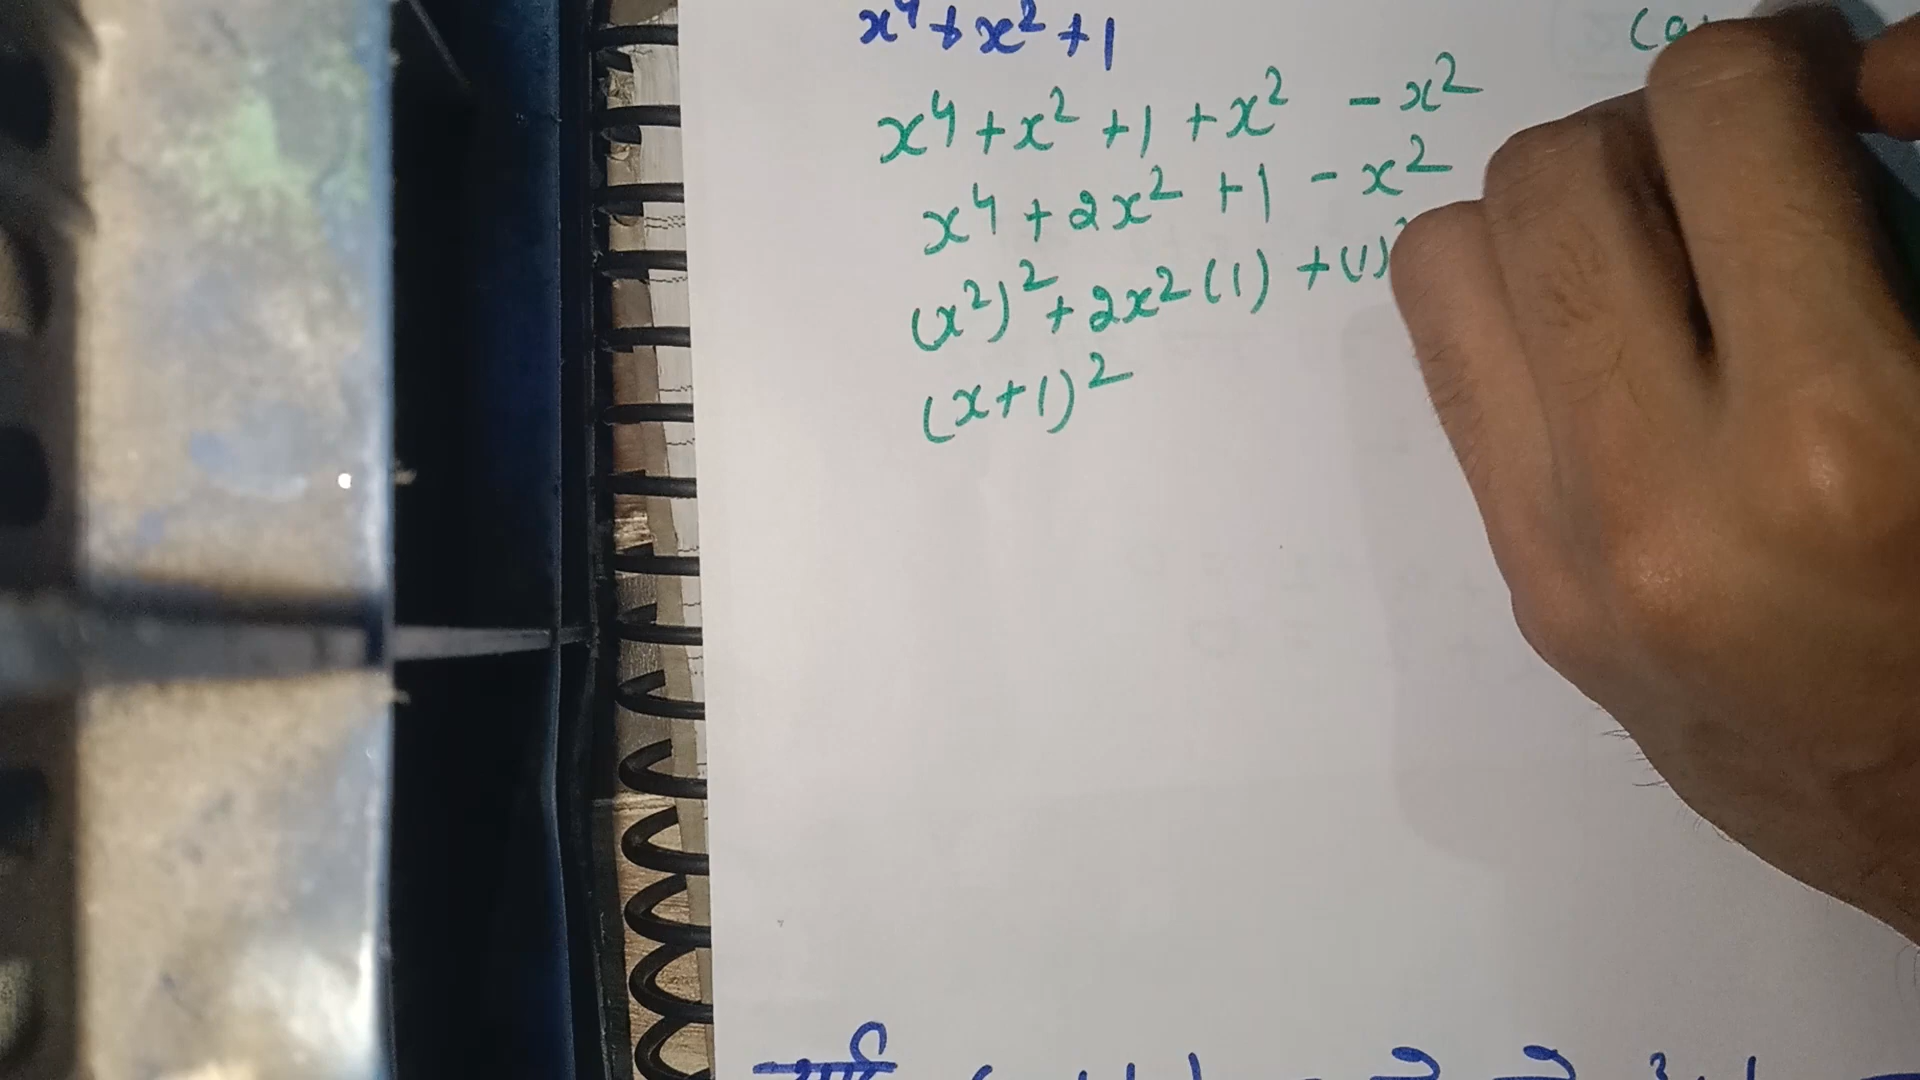 x⁴ + x² + 1
x⁴ + x² + 1 + x² - x²
x⁴ + 2x² + 1 - x²
(x²)² + 2x²(1) + (1)
(x+1)²